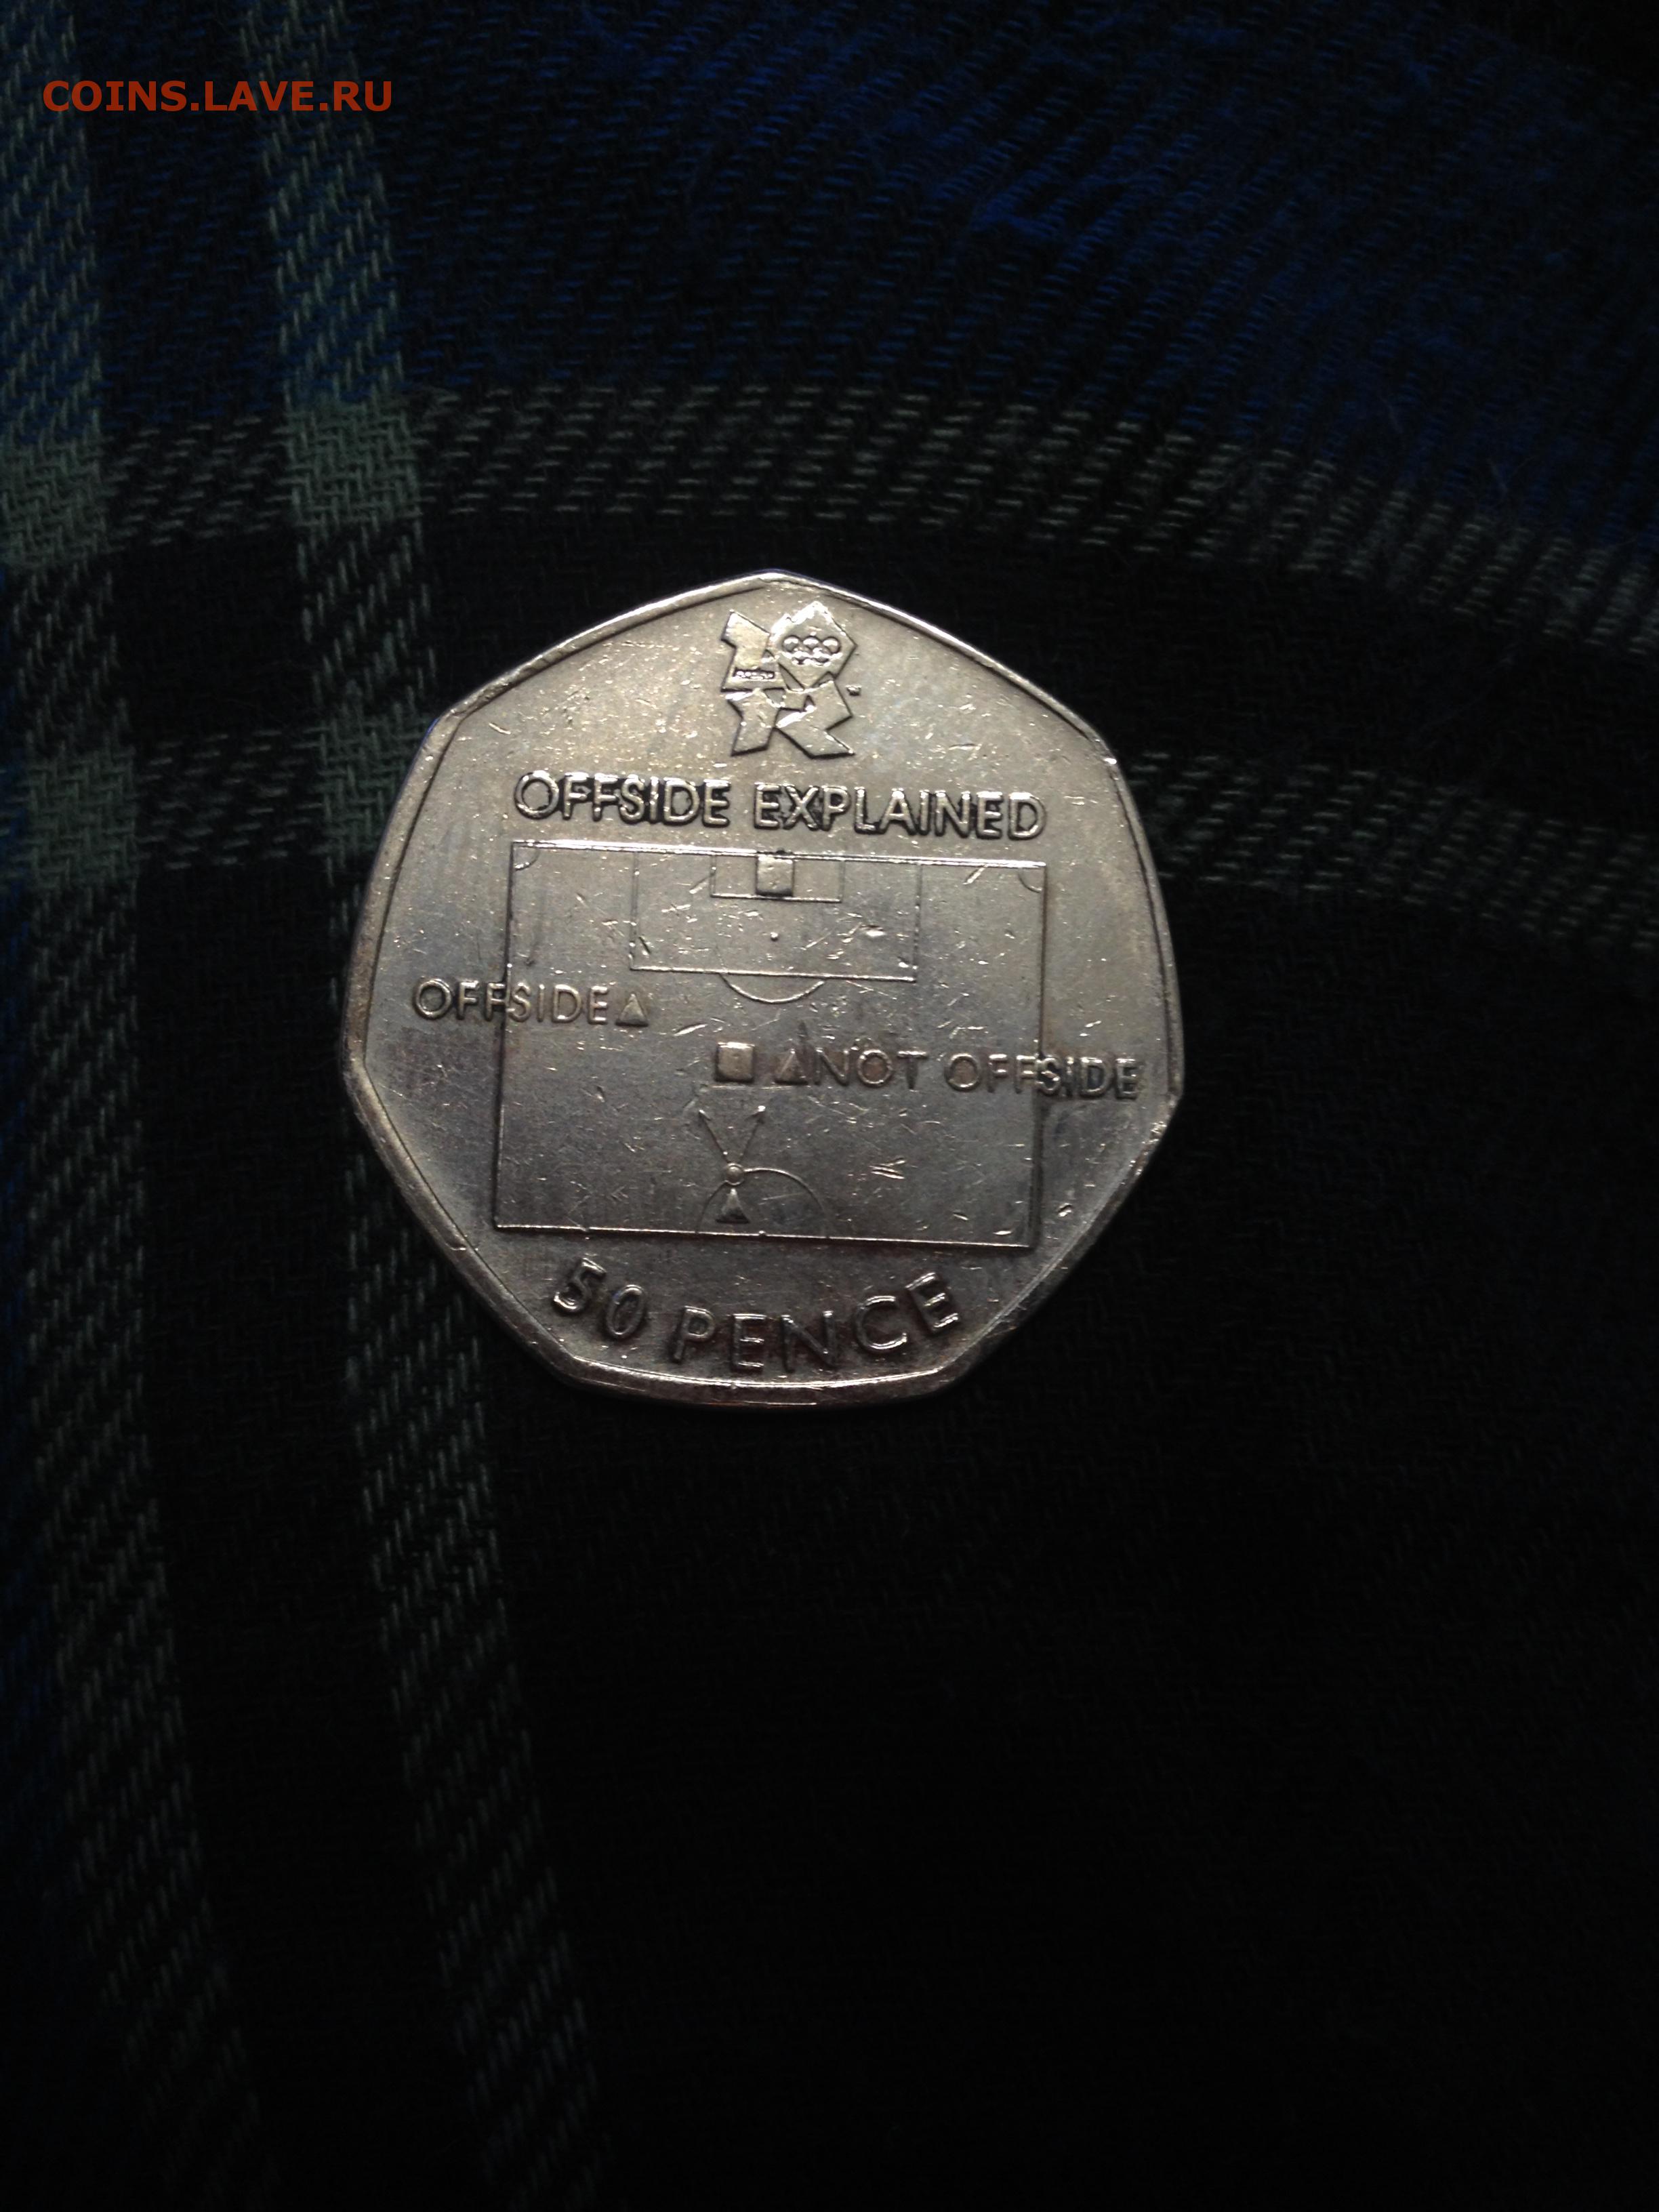 COINS.LAVE.RU
OFFSIDE EXPLAINED
OFFSIDE
NOT OFFSIDE
50 PENCE